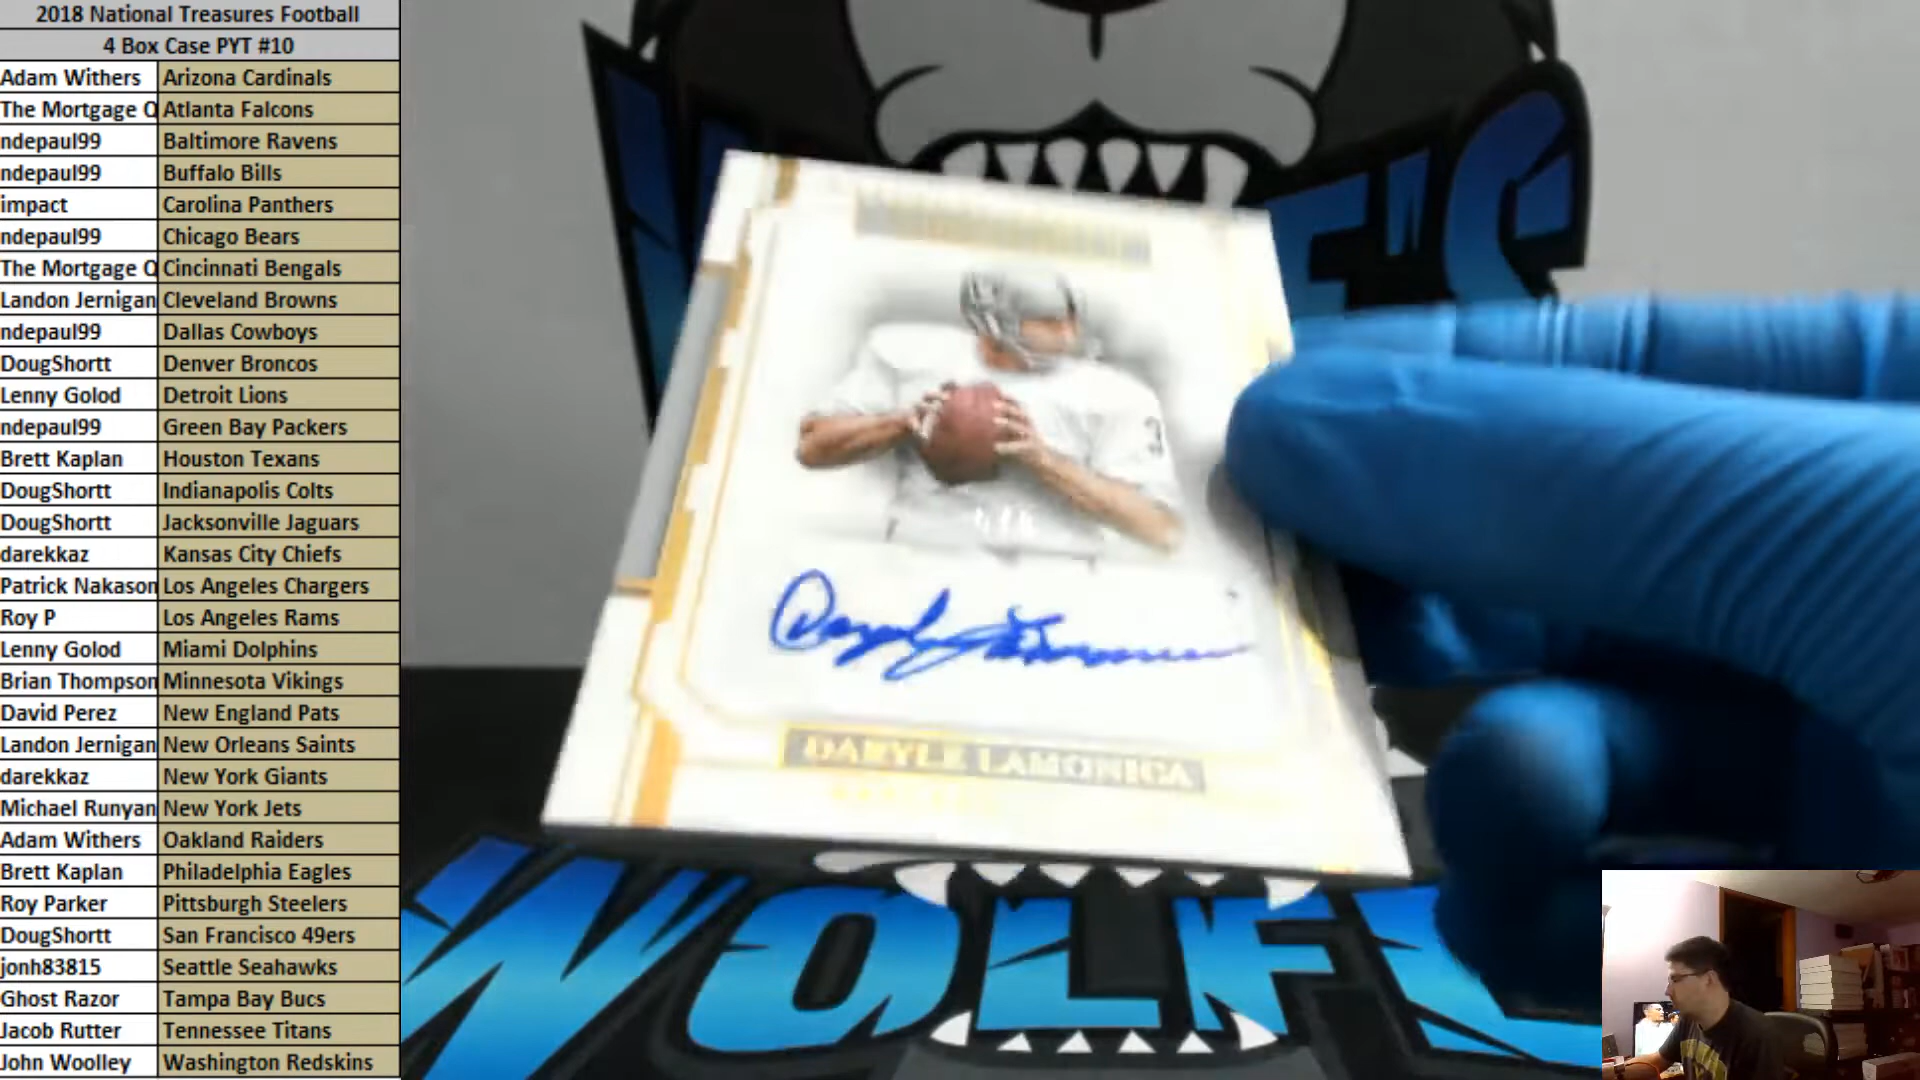 2018 National Treasures Football
4 Box Case PYT #10
Adam Withers Arizona Cardinals
The Mortgage Q Atlanta Falcons
ndepaul99 Baltimore Ravens
ndepaul99 Buffalo Bills
impact Carolina Panthers
ndepaul99 Chicago Bears
The Mortgage Q Cincinnati Bengals
Landon Jernigan Cleveland Browns
ndepaul99 Dallas Cowboys
DougShortt Denver Broncos
Lenny Golod Detroit Lions
ndepaul99 Green Bay Packers
Brett Kaplan Houston Texans
DougShortt Indianapolis Colts
DougShortt Jacksonville Jaguars
darekkaz Kansas City Chiefs
Patrick Nakason Los Angeles Chargers
Roy P Los Angeles Rams
Lenny Golod Miami Dolphins
Brian Thompson Minnesota Vikings
David Perez New England Pats
Landon Jernigan New Orleans Saints
darekkaz New York Giants
Michael Runyan New York Jets
Adam Withers Oakland Raiders
Brett Kaplan Philadelphia Eagles
Roy Parker Pittsburgh Steelers
DougShortt San Francisco 49ers
jonh83815 Seattle Seahawks
Ghost Razor Tampa Bay Bucs
Jacob Rutter Tennessee Titans
John Woolley Washington Redskins
F'S
3
Daryle Lamonica
DARYLE LAMONICA
WOLF